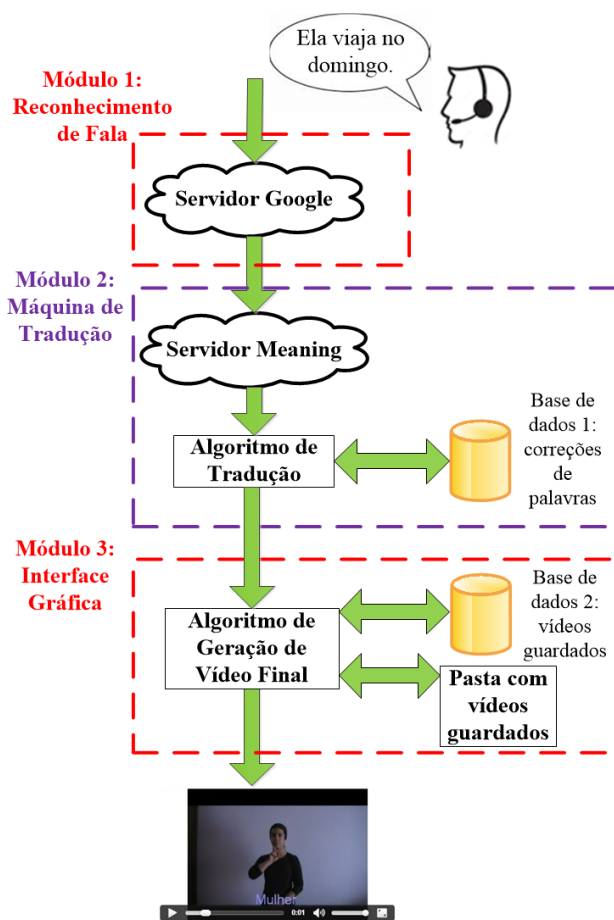 Ela viaja no
domingo.
Módulo 1:
Reconhecimento
de Fala
Servidor Google
Módulo 2:
Máquina de
Tradução
Servidor Meaning
Algoritmo de
Tradução
Base de
dados 1:
correções
de
palavras
Módulo 3:
Interface
Gráfica
Algoritmo de
Geração de
Vídeo Final
Base de
dados 2:
vídeos
guardados
Pasta com
vídeos
guardados
Mulher
0:01